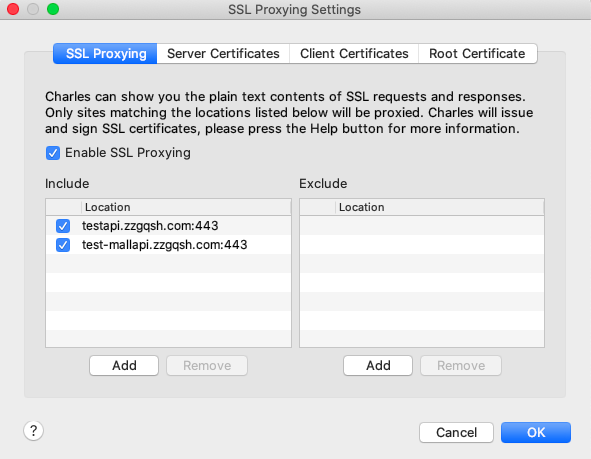 SSL Proxying Settings
SSL Proxying Server Certificates Client Certificates Root Certificate
Charles can show you the plain text contents of SSL requests and responses.
Only sites matching the locations listed below will be proxied. Charles will issue
and sign SSL certificates, please press the Help button for more information.
Enable SSL Proxying
Include Exclude
Location Location
testapi.zzgqsh.com:443
test-mallapi.zzgqsh.com:443
Add Remove Add Remove
? Cancel OK